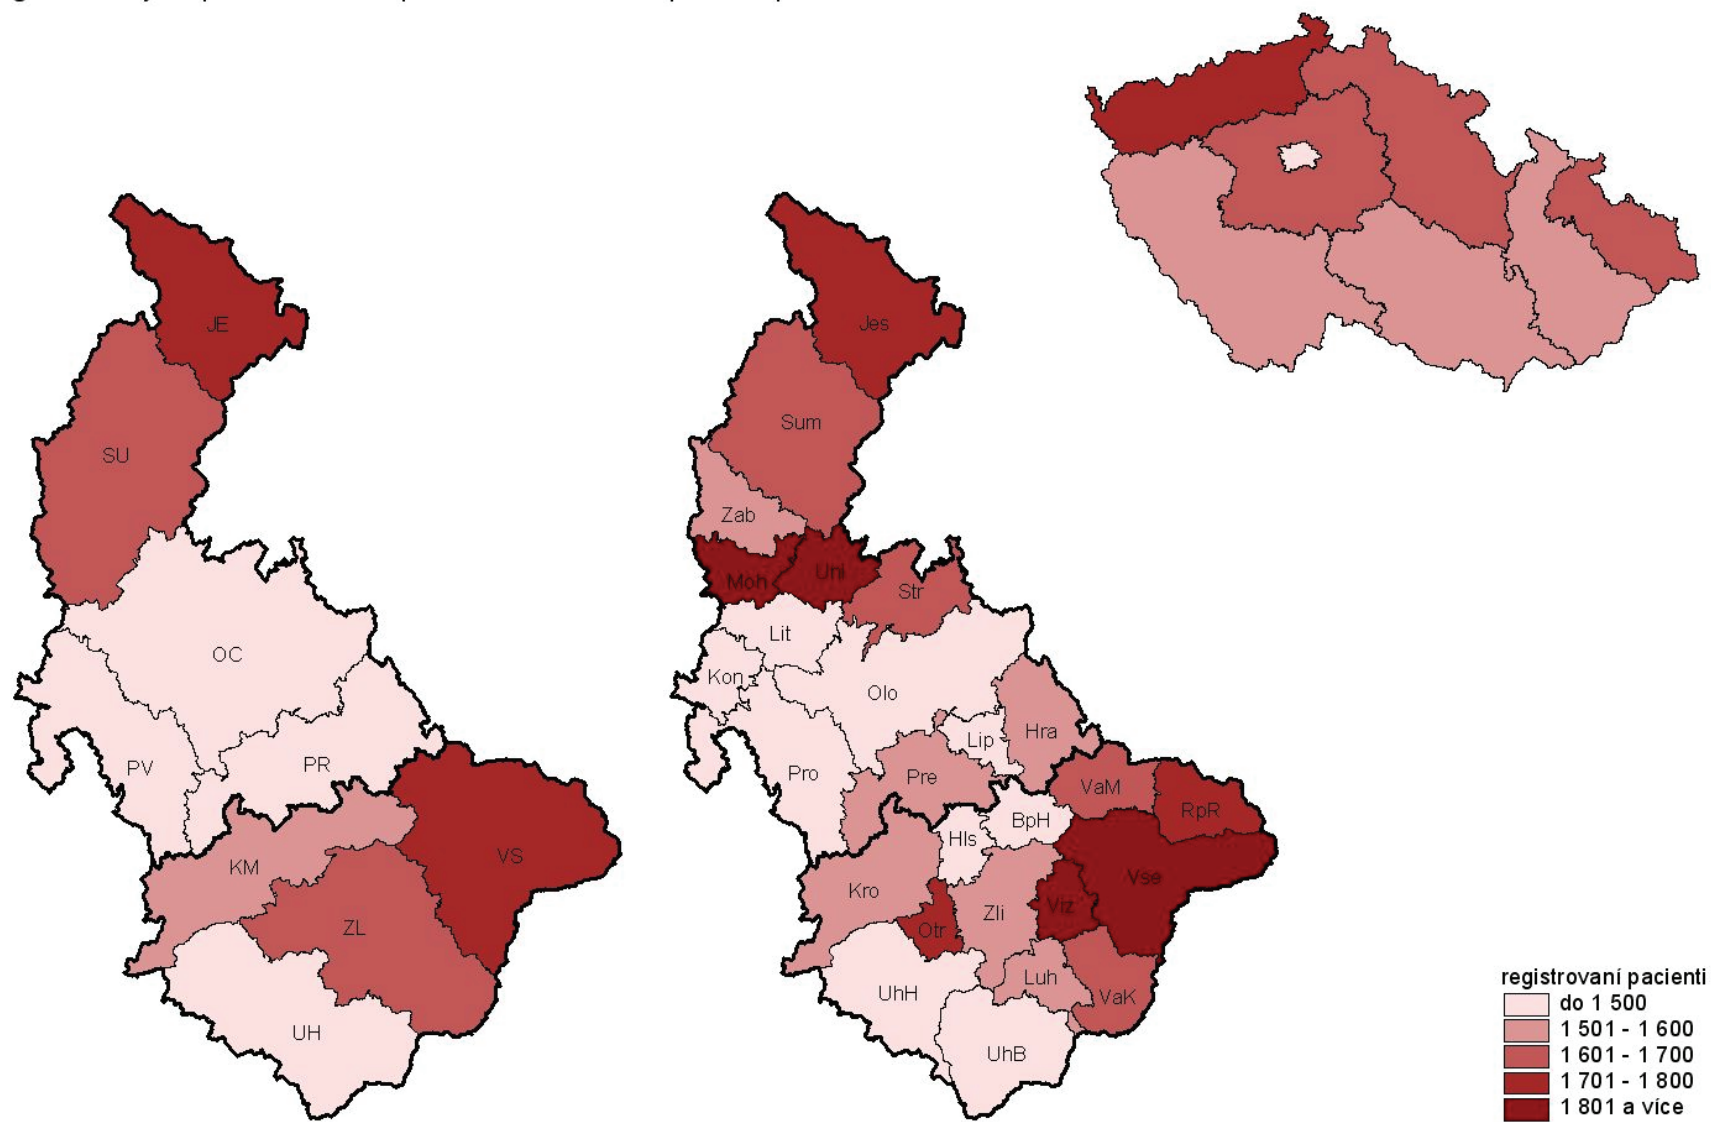 JE
SU
OC
PV
PR
KM
VS
ZL
UH
Jes
Sum
Zab
Moh
Uni
Str
Lit
Kon
Olo
Hra
Lip
Pro
Pre
VaM
RpR
BpH
Hls
Vse
Kro
Zli
Viz
Otr
Luh
UhH
VaK
UhB
registrovaní pacienti
do 1 500
1 501 - 1 600
1 601 - 1 700
1 701 - 1 800
1 801 a více